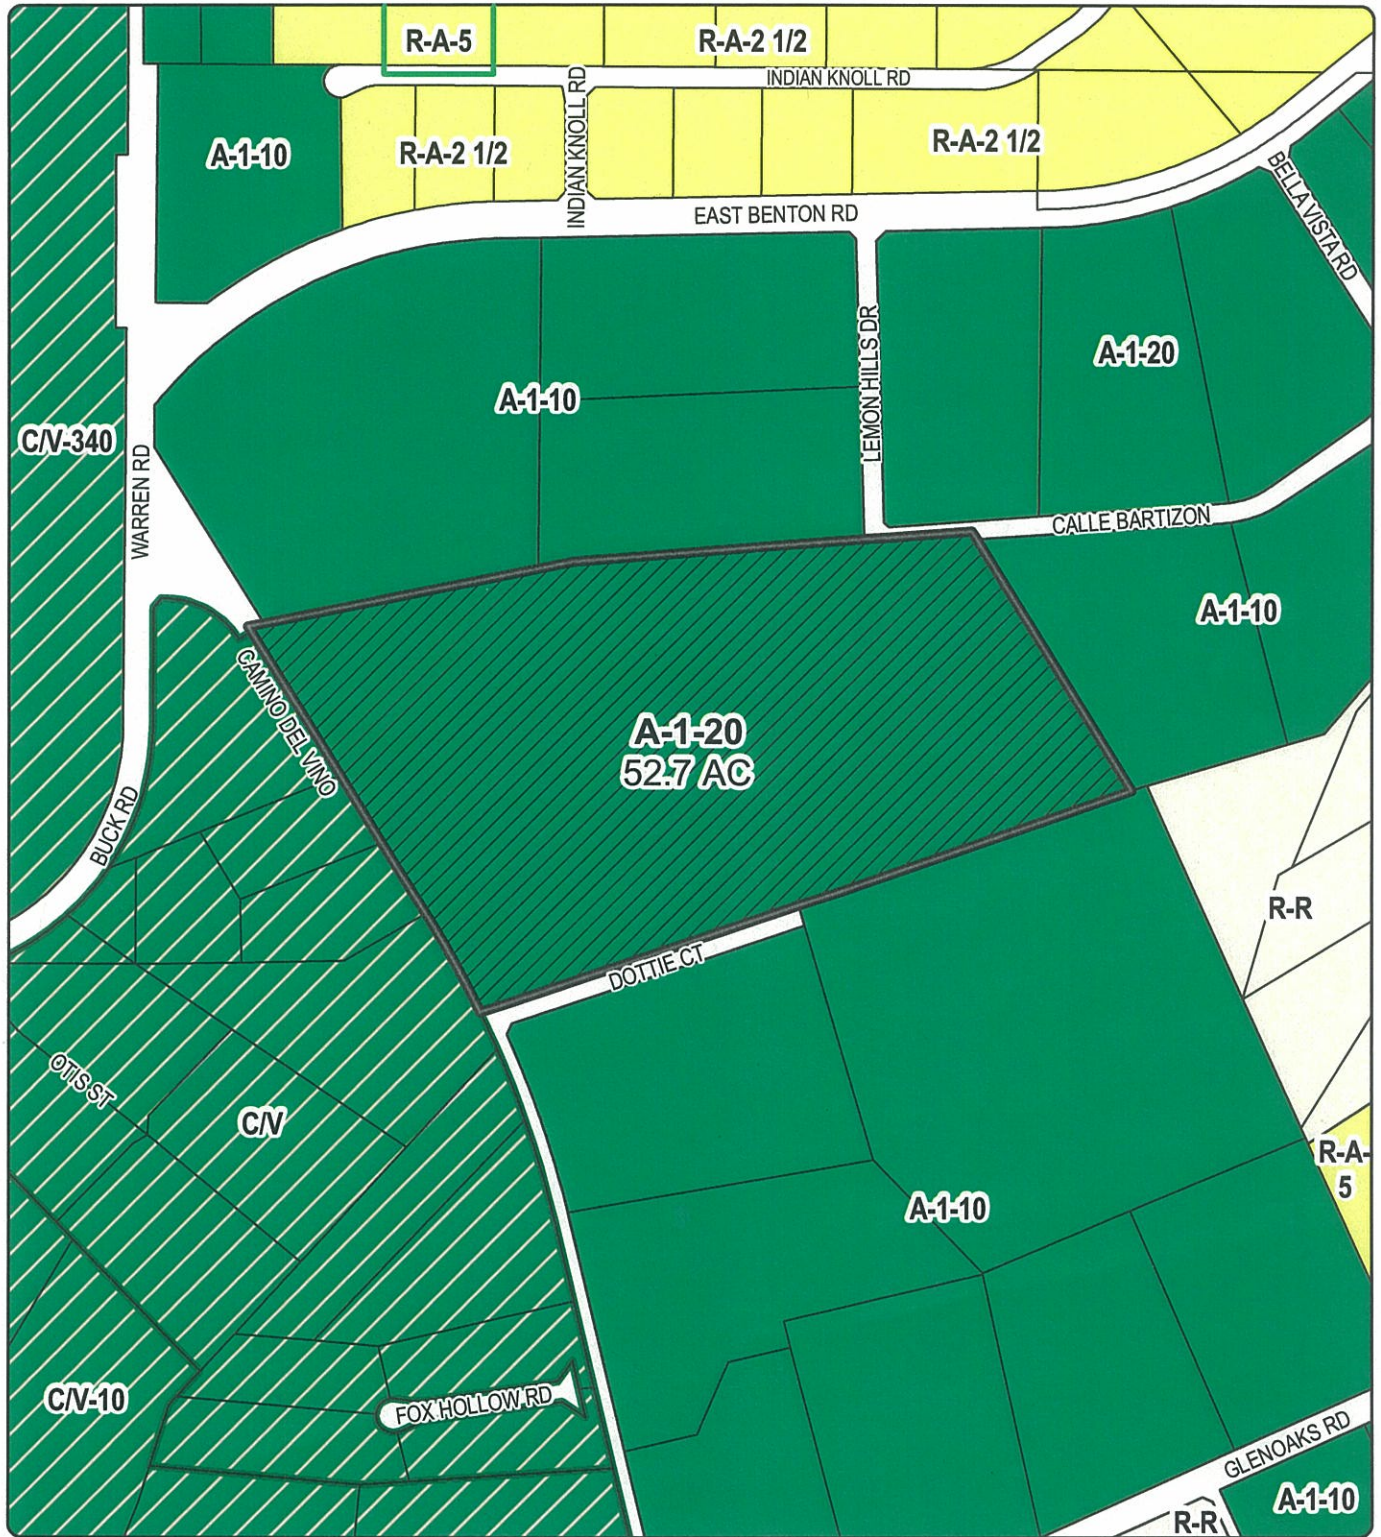 R-A-5
R-A-2 1/2
INDIAN KNOLL RD
INDIAN KNOLL RD
A-1-10
R-A-2 1/2
R-A-2 1/2
EAST BENTON RD
BELLA VISTA RD
LEMON HILLS DR
A-1-20
A-1-10
C/V-340
WARREN RD
CALLE BARTIZON
A-1-10
CAMINO DEL VINO
A-1-20
52.7 AC
BUCK RD
R-R
DOTTIE CT
OTIS ST
C/V
R-A-
5
A-1-10
C/V-10
FOX HOLLOW RD
GLENOAKS RD
A-1-10
R-R